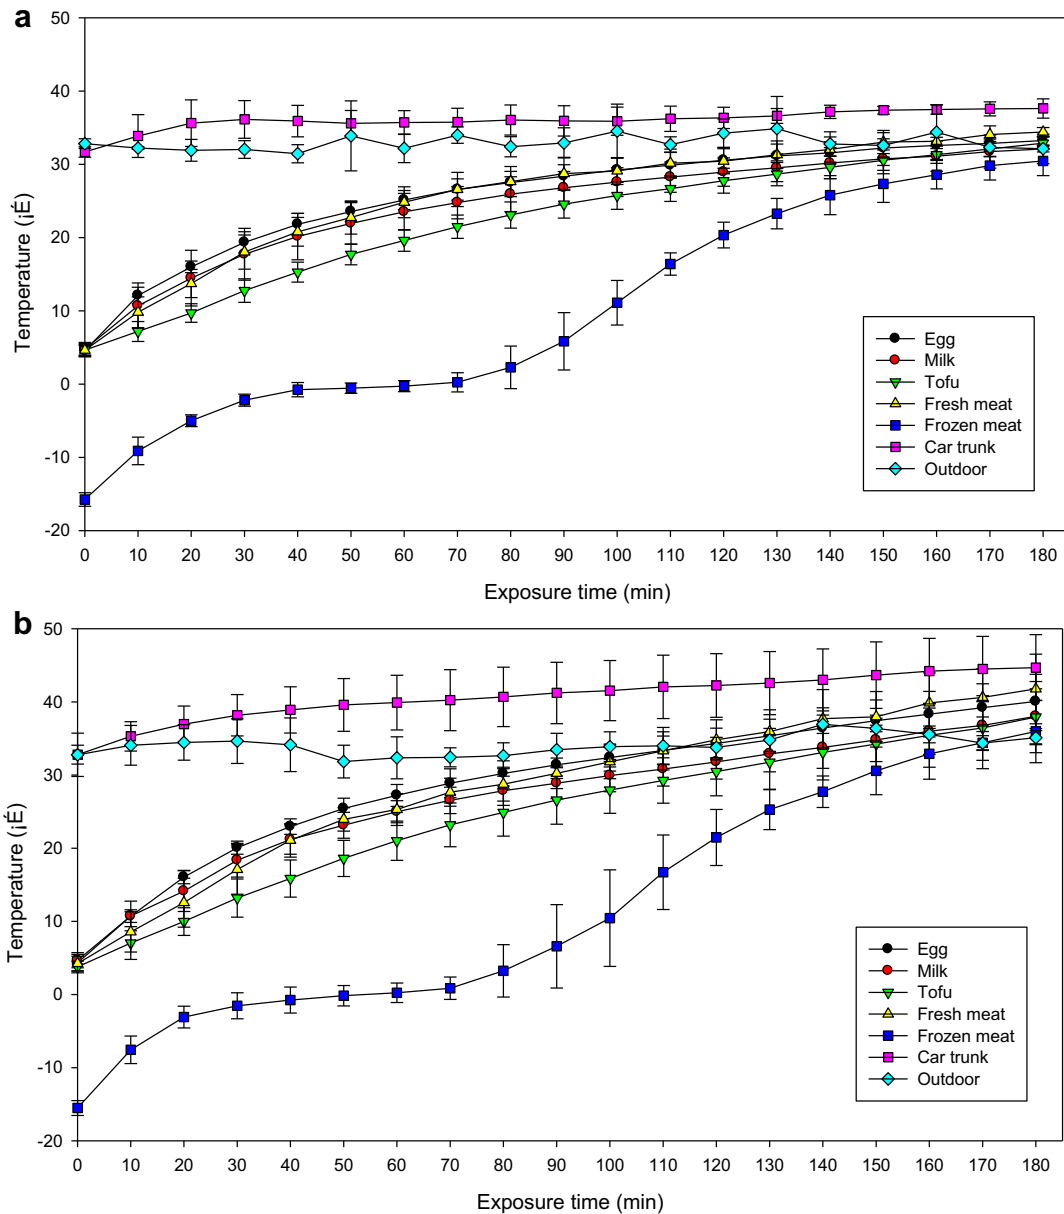 a
50
40
30
20
10
0
-10
-20
Temperature (¡É)
0 10 20 30 40 50 60 70 80 90 100 110 120 130 140 150 160 170 180
Exposure time (min)
Egg
Milk
Tofu
Fresh meat
Frozen meat
Car trunk
Outdoor
b
50
40
30
20
10
0
-10
-20
Temperature (¡É)
0 10 20 30 40 50 60 70 80 90 100 110 120 130 140 150 160 170 180
Exposure time (min)
Egg
Milk
Tofu
Fresh meat
Frozen meat
Car trunk
Outdoor